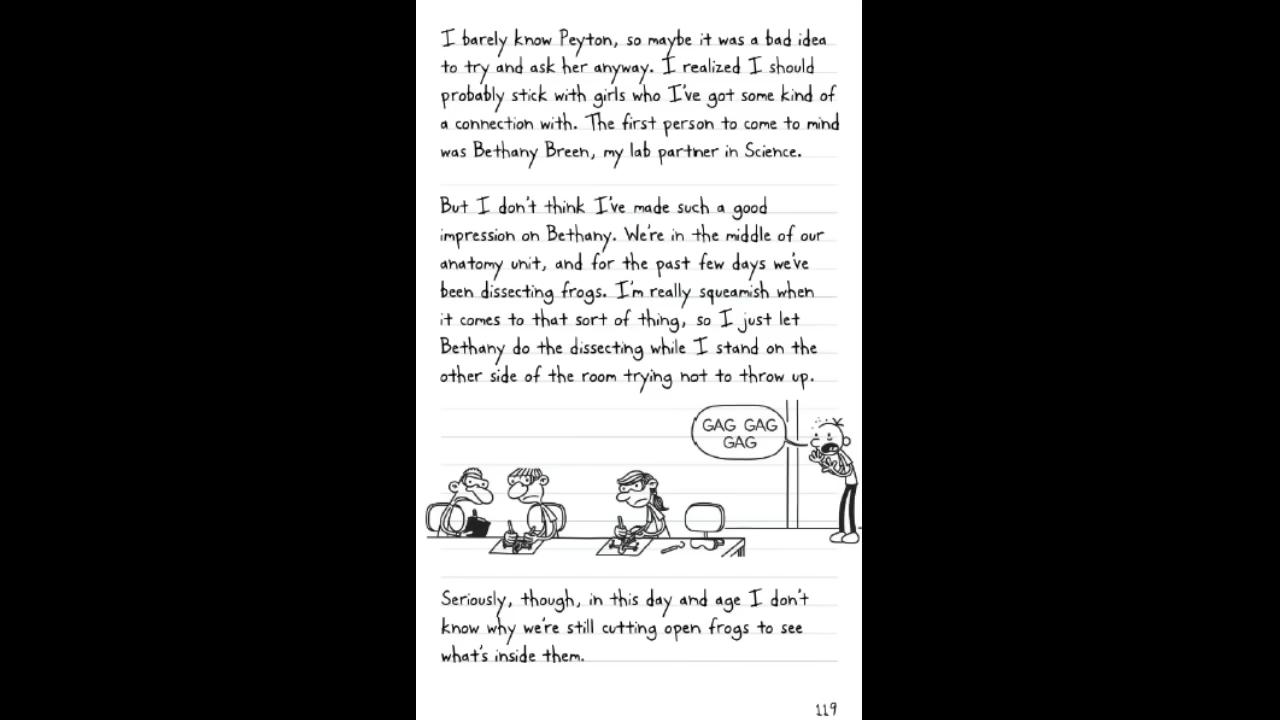 I barely know Peyton, so maybe it was a bad idea
to try and ask her anyway. I realized I should
probably stick with girls who I've got some kind of
a connection with. The first person to come to mind
was Bethany Breen, my lab partner in Science.
But I don't think I've made such a good
impression on Bethany. We're in the middle of our
anatomy unit, and for the past few days we've
been dissecting frogs. I'm really squeamish when
it comes to that sort of thing, so I just let
Bethany do the dissecting while I stand on the
other side of the room trying not to throw up.
GAG GAG
GAG
Seriously, though, in this day and age I don't
know why we're still cutting open frogs to see
what's inside them.
119